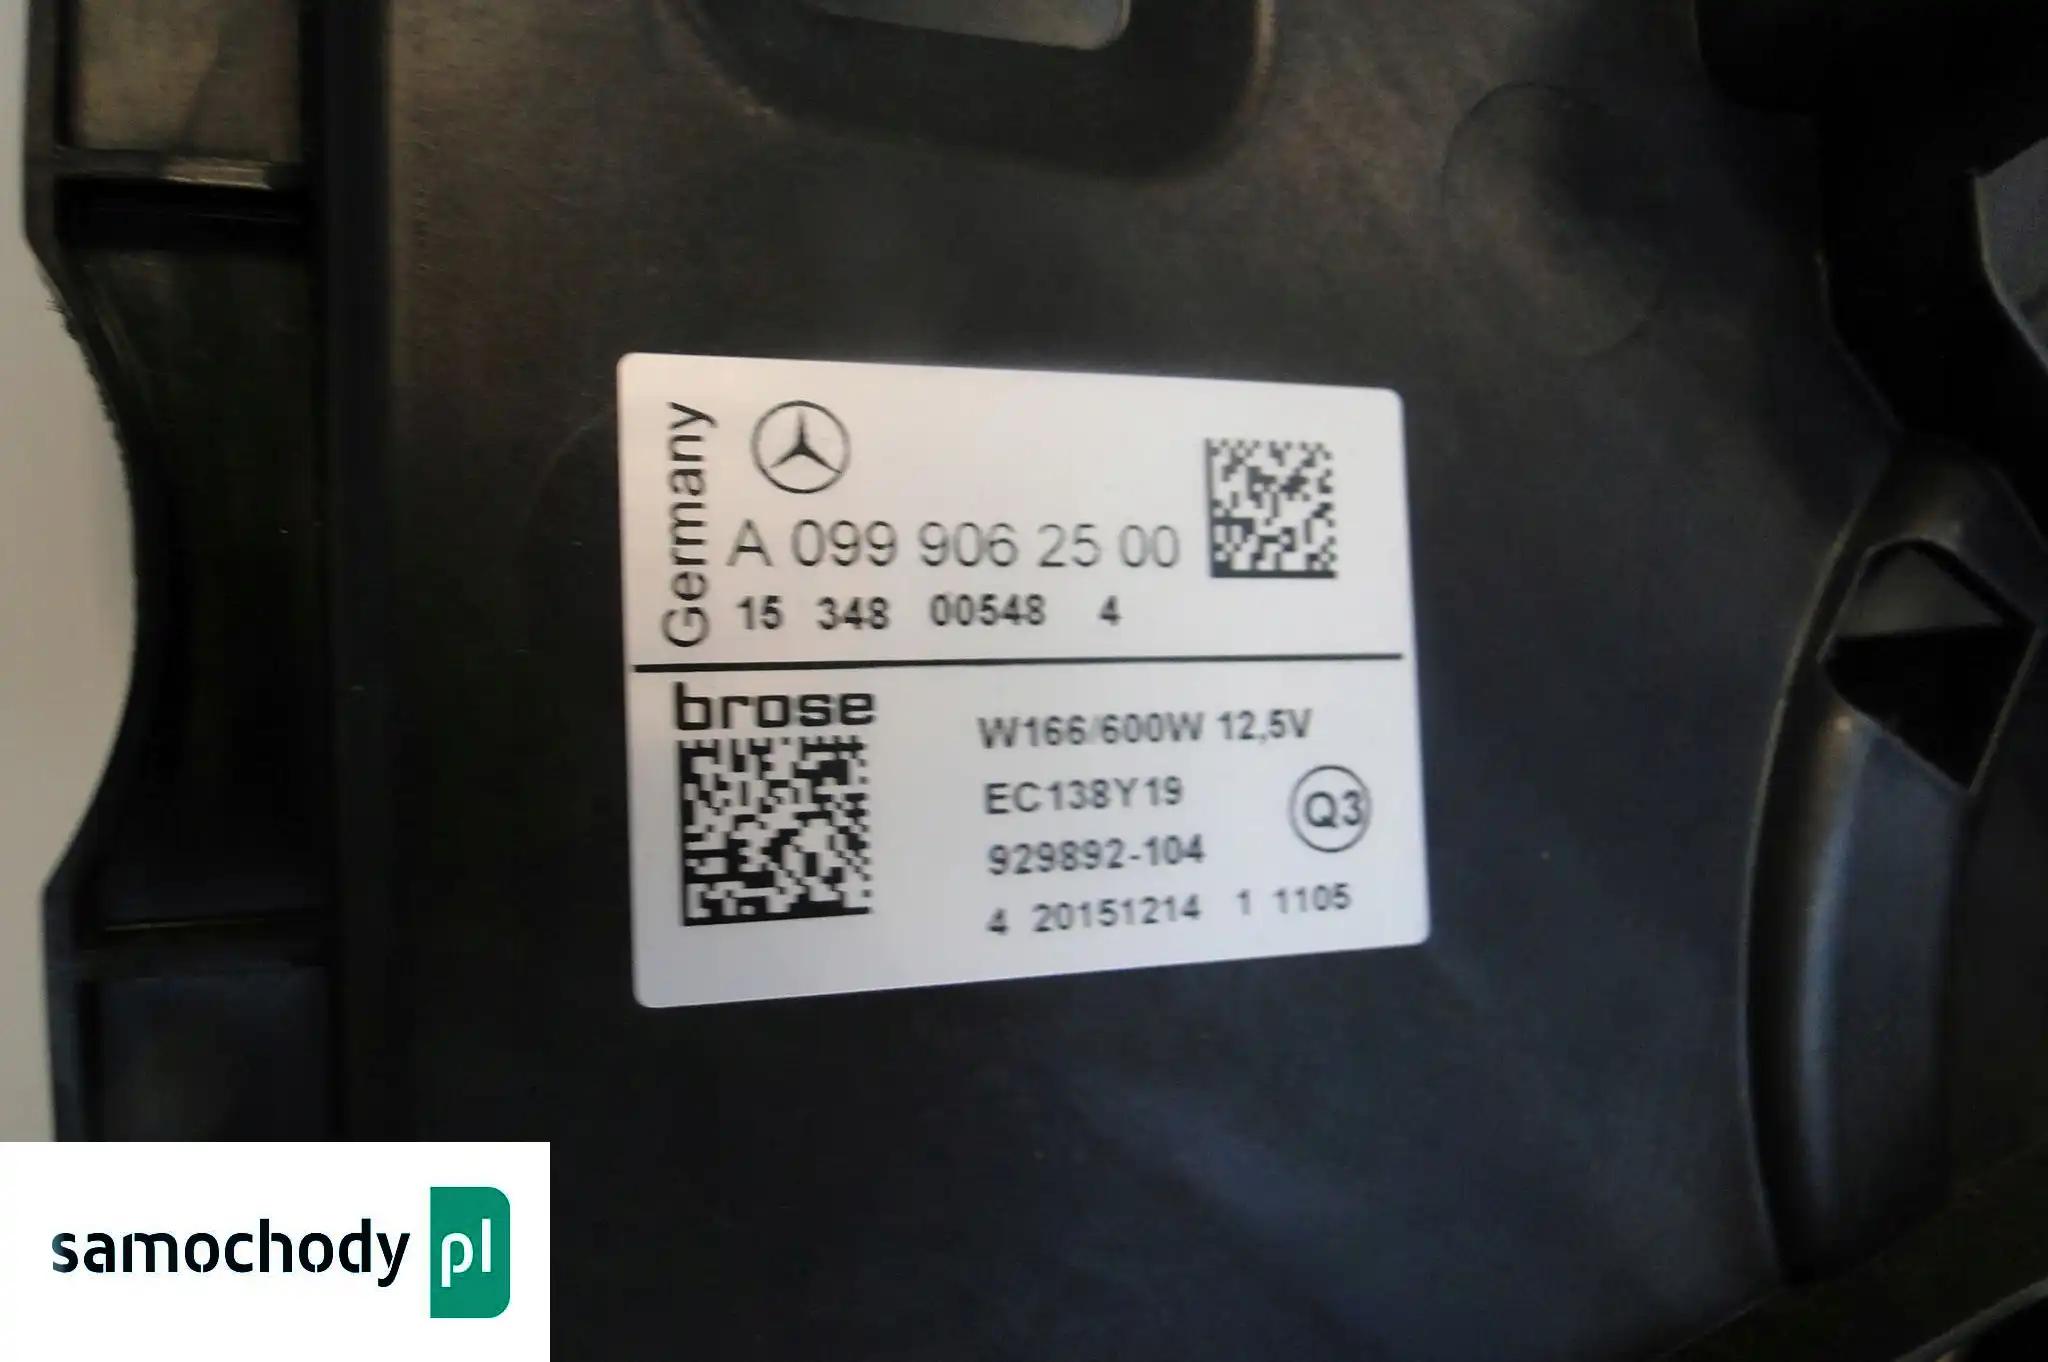 Germany
A 099 906 25 00
15 348 00548 4
brose
W166/600W 12,5V
EC138Y19
Q3
929892-104
4 20151214 1 1105
samochody pl